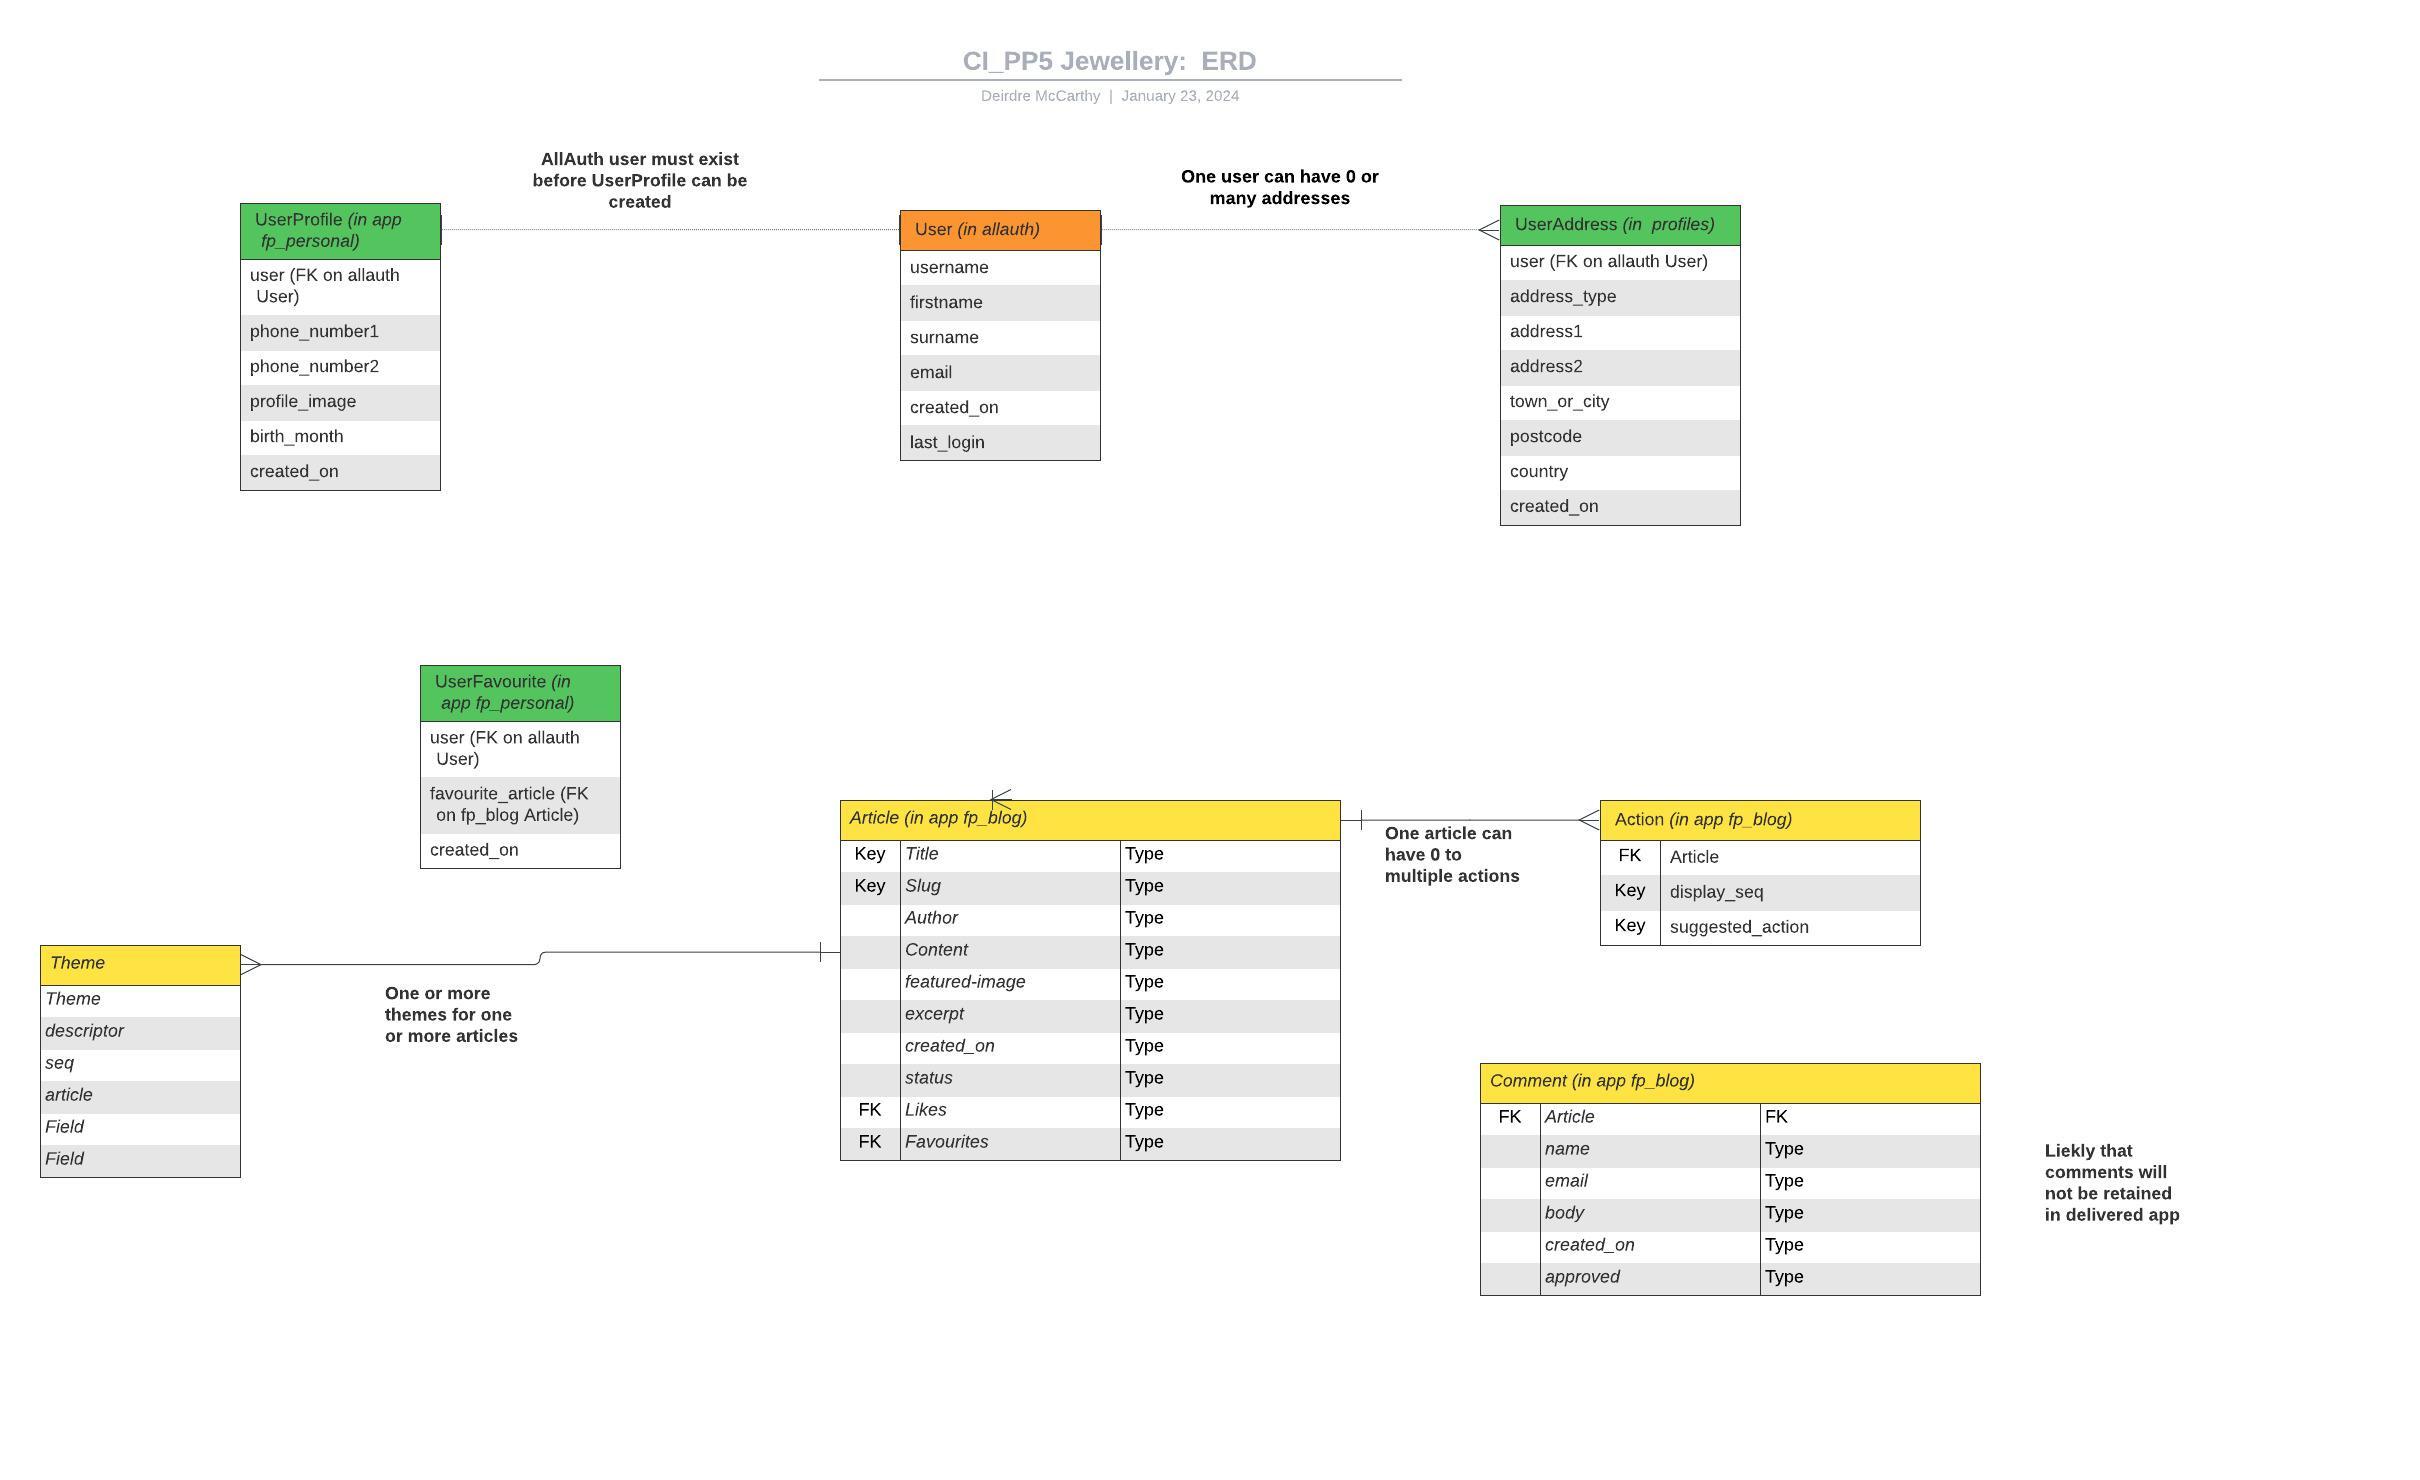 CI_PP5 Jewellery:  ERD
Deirdre McCarthy  |  January 23, 2024
AllAuth user must exist
before UserProfile can be
created
One user can have 0 or
many addresses
UserProfile (in app
fp_personal)
user (FK on allauth
User)
phone_number1
phone_number2
profile_image
birth_month
created_on
User (in allauth)
username
firstname
surname
email
created_on
last_login
UserAddress (in  profiles)
user (FK on allauth User)
address_type
address1
address2
town_or_city
postcode
country
created_on
UserFavourite (in
app fp_personal)
user (FK on allauth
User)
favourite_article (FK
on fp_blog Article)
created_on
Theme
Theme
descriptor
seq
article
Field
Field
One or more
themes for one
or more articles
Article (in app fp_blog)
Key Title Type
Key Slug Type
Author Type
Content Type
featured-image Type
excerpt Type
created_on Type
status Type
FK Likes Type
FK Favourites Type
One article can
have 0 to
multiple actions
Action (in app fp_blog)
FK Article
Key display_seq
Key suggested_action
Comment (in app fp_blog)
FK Article FK
name Type
email Type
body Type
created_on Type
approved Type
Liekly that
comments will
not be retained
in delivered app